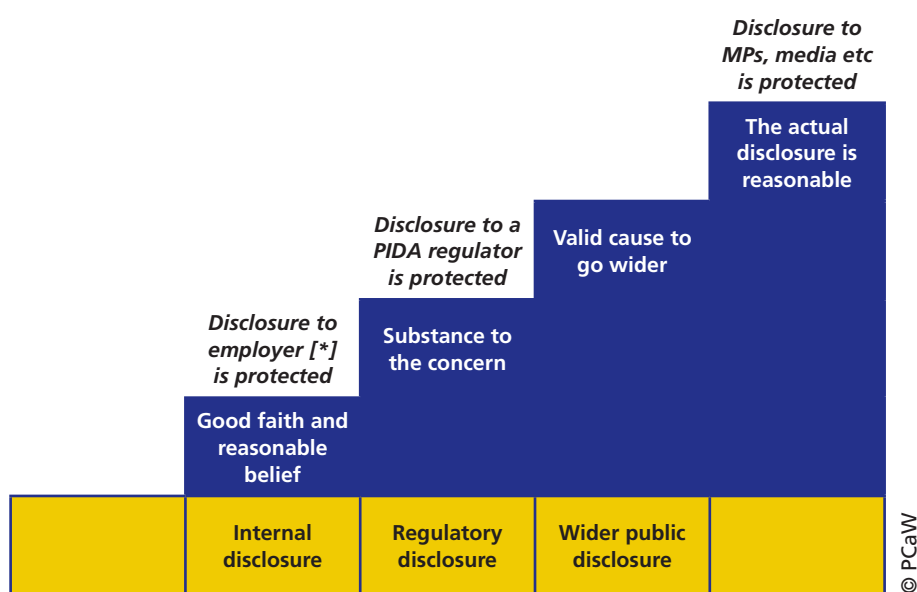 Disclosure to
MPs, media etc
is protected
The actual
disclosure is
reasonable
Disclosure to a
PIDA regulator
is protected
Valid cause to
go wider
Disclosure to
employer [*]
is protected
Substance to
the concern
Good faith and
reasonable
belief
Internal
disclosure
Regulatory
disclosure
Wider public
disclosure
© PCaW